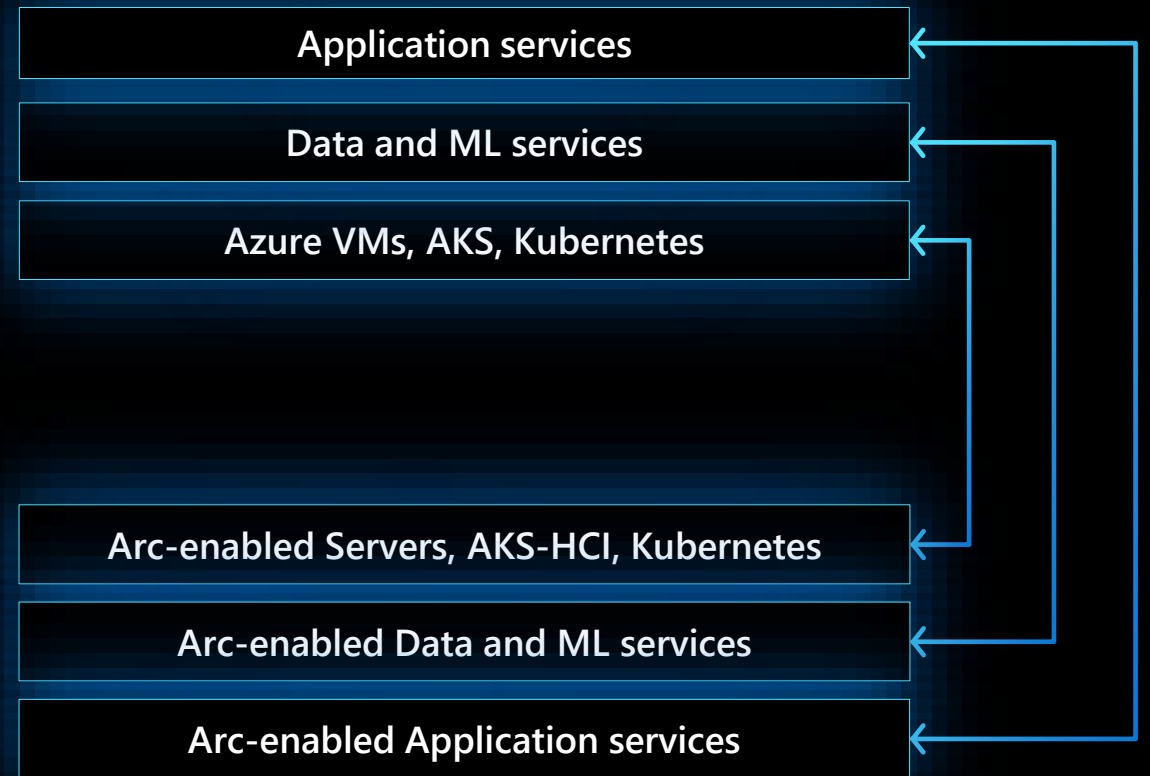 Application services
Data and ML services
Azure VMs, AKS, Kubernetes
Arc-enabled Servers, AKS-HCI, Kubernetes
Arc-enabled Data and ML services
Arc-enabled Application services